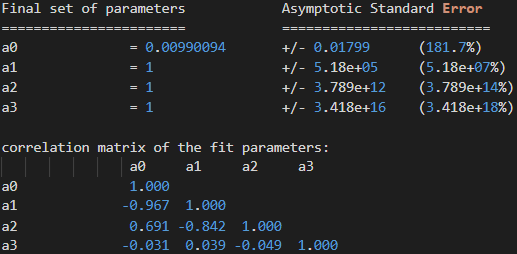 Final set of parameters Asymptotic Standard Error
======================= ==========================
a0 = 0.00990094 +/- 0.01799 (181.7%)
a1 = 1 +/- 5.18e+05 (5.18e+07%)
a2 = 1 +/- 3.789e+12 (3.789e+14%)
a3 = 1 +/- 3.418e+16 (3.418e+18%)
correlation matrix of the fit parameters:
a0 a1 a2 a3
a0 1.000
a1 -0.967 1.000
a2 0.691 -0.842 1.000
a3 -0.031 0.039 -0.049 1.000